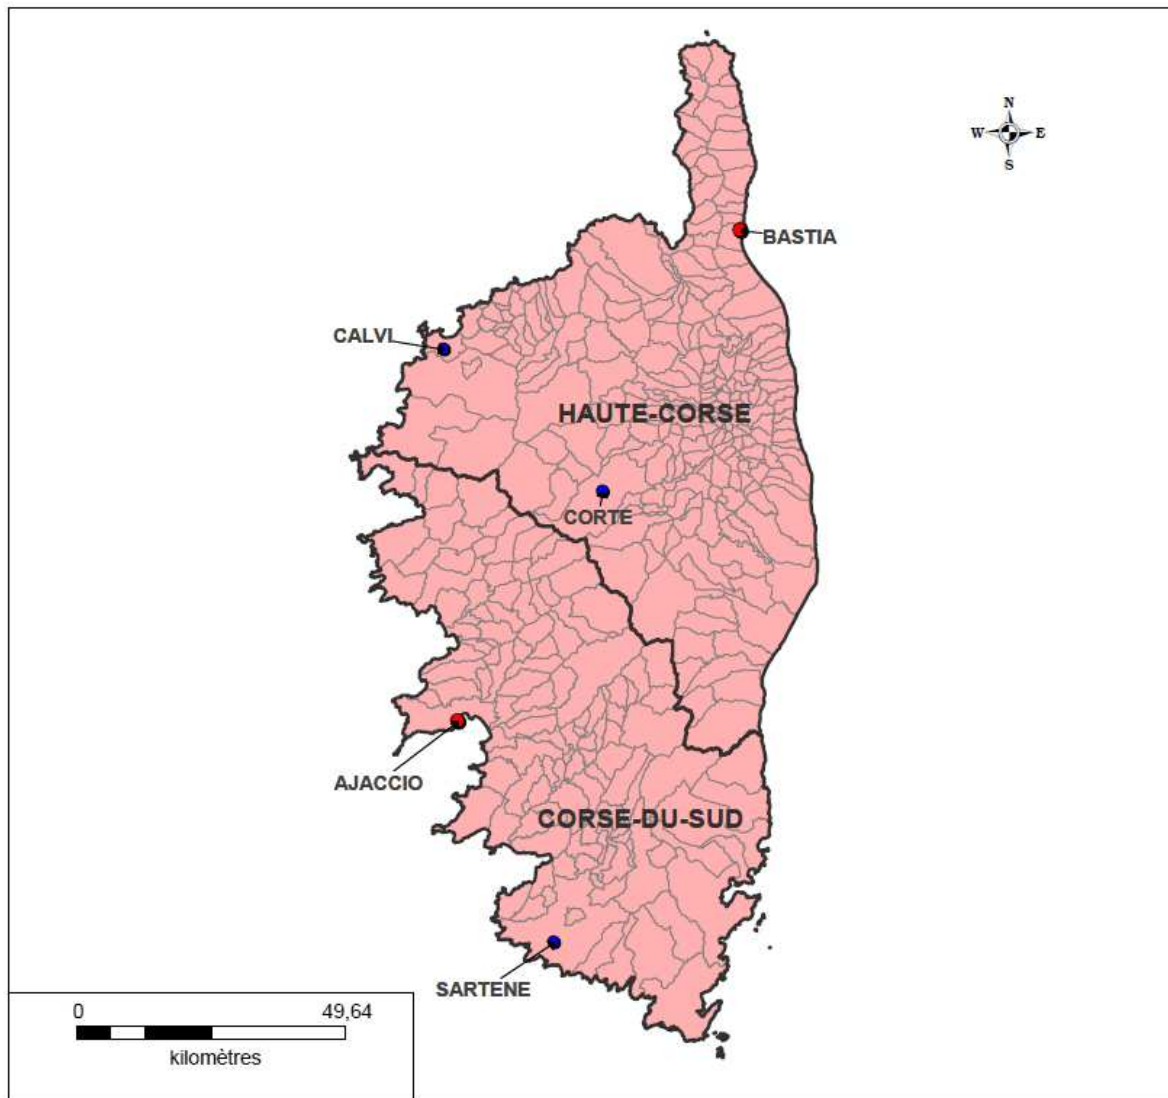 N
W E
S
BASTIA
CALVI
HAUTE-CORSE
CORTE
AJACCIO
CORSE-DU-SUD
SARTENE
0 49,64
kilomètres